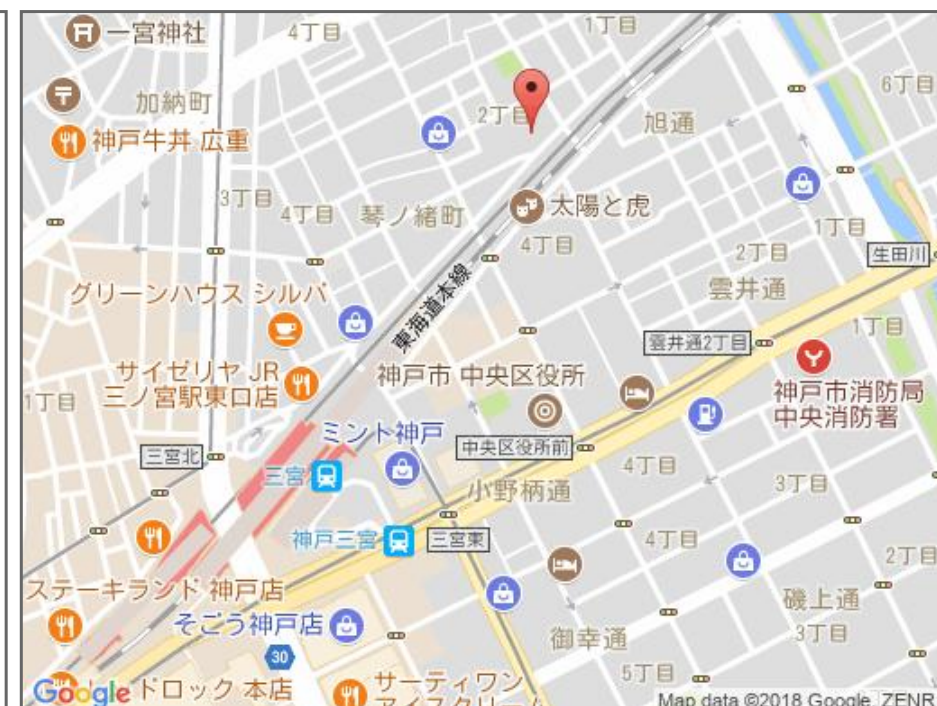 一宮神社
4丁目
1丁目
6丁目
加納町
2丁目
旭通
神戸牛丼 広重
3丁目
4丁目
琴ノ緒町
太陽と虎
4丁目
1丁目
2丁目
生田川
雲井通
グリーンハウス シルバ
東海道本線
雲井通2丁目
1丁目
サイゼリヤ JR
三ノ宮駅東口店
神戸市 中央区役所
神戸市消防局
中央消防署
1丁目
ミント神戸
中央区役所前
三宮北
三宮
小野柄通
4丁目
3丁目
神戸三宮
三宮東
4丁目
2丁目
ステーキランド 神戸店
そごう神戸店
御幸通
磯上通
3丁目
30
5丁目
Google
ドロック 本店
サーティワン
アイスクリーム
Map data ©2018 Google, ZENR